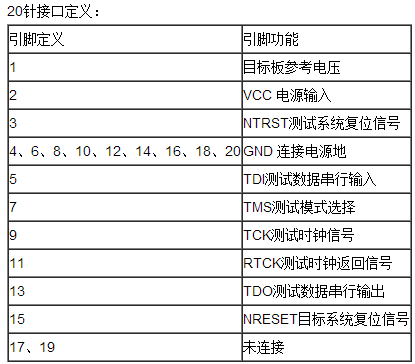 20针接口定义：
引脚定义 引脚功能
1 目标板参考电压
2 VCC 电源输入
3 NTRST测试系统复位信号
4、6、8、10、12、14、16、18、20 GND 连接电源地
5 TDI测试数据串行输入
7 TMS测试模式选择
9 TCK测试时钟信号
11 RTCK测试时钟返回信号
13 TDO测试数据串行输出
15 NRESET目标系统复位信号
17、19 未连接